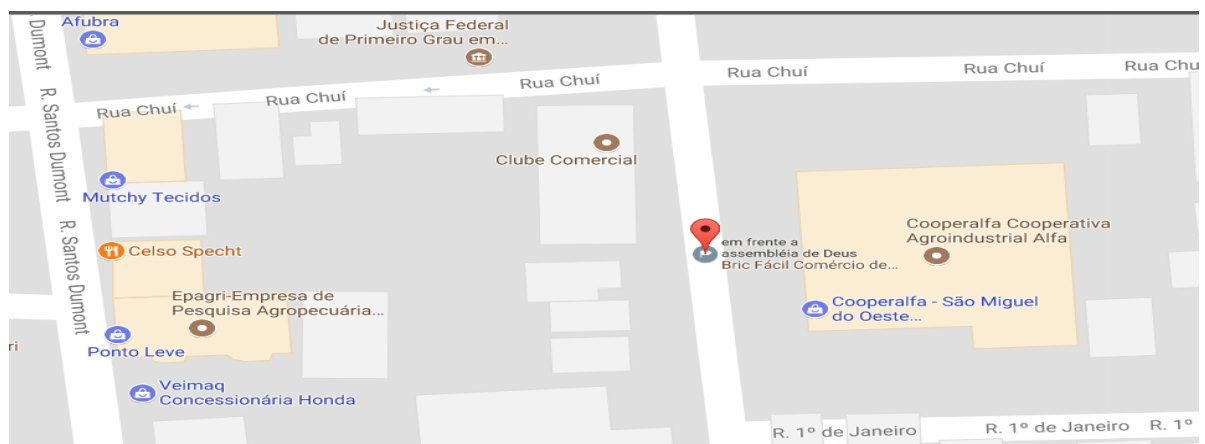 Dumont
Afubra
Justiça Federal
de Primeiro Grau em...
Rua Chuí
Rua Chuí
Rua Chuí
Rua Chuí
Rua Chuí
Rua Chu
R. Santos Dumont
Clube Comercial
Mutchy Tecidos
R. Santos Dumont
Celso Specht
em frente a
assembléia de Deus
Bric Fácil Comércio de...
Cooperalfa Cooperativa
Agroindustrial Alfa
Epagri-Empresa de
Pesquisa Agropecuária...
Cooperalfa - São Miguel
do Oeste...
ri
Ponto Leve
Veimaq
Concessionária Honda
R. 1º de Janeiro
R. 1º de Janeiro
R. 1º